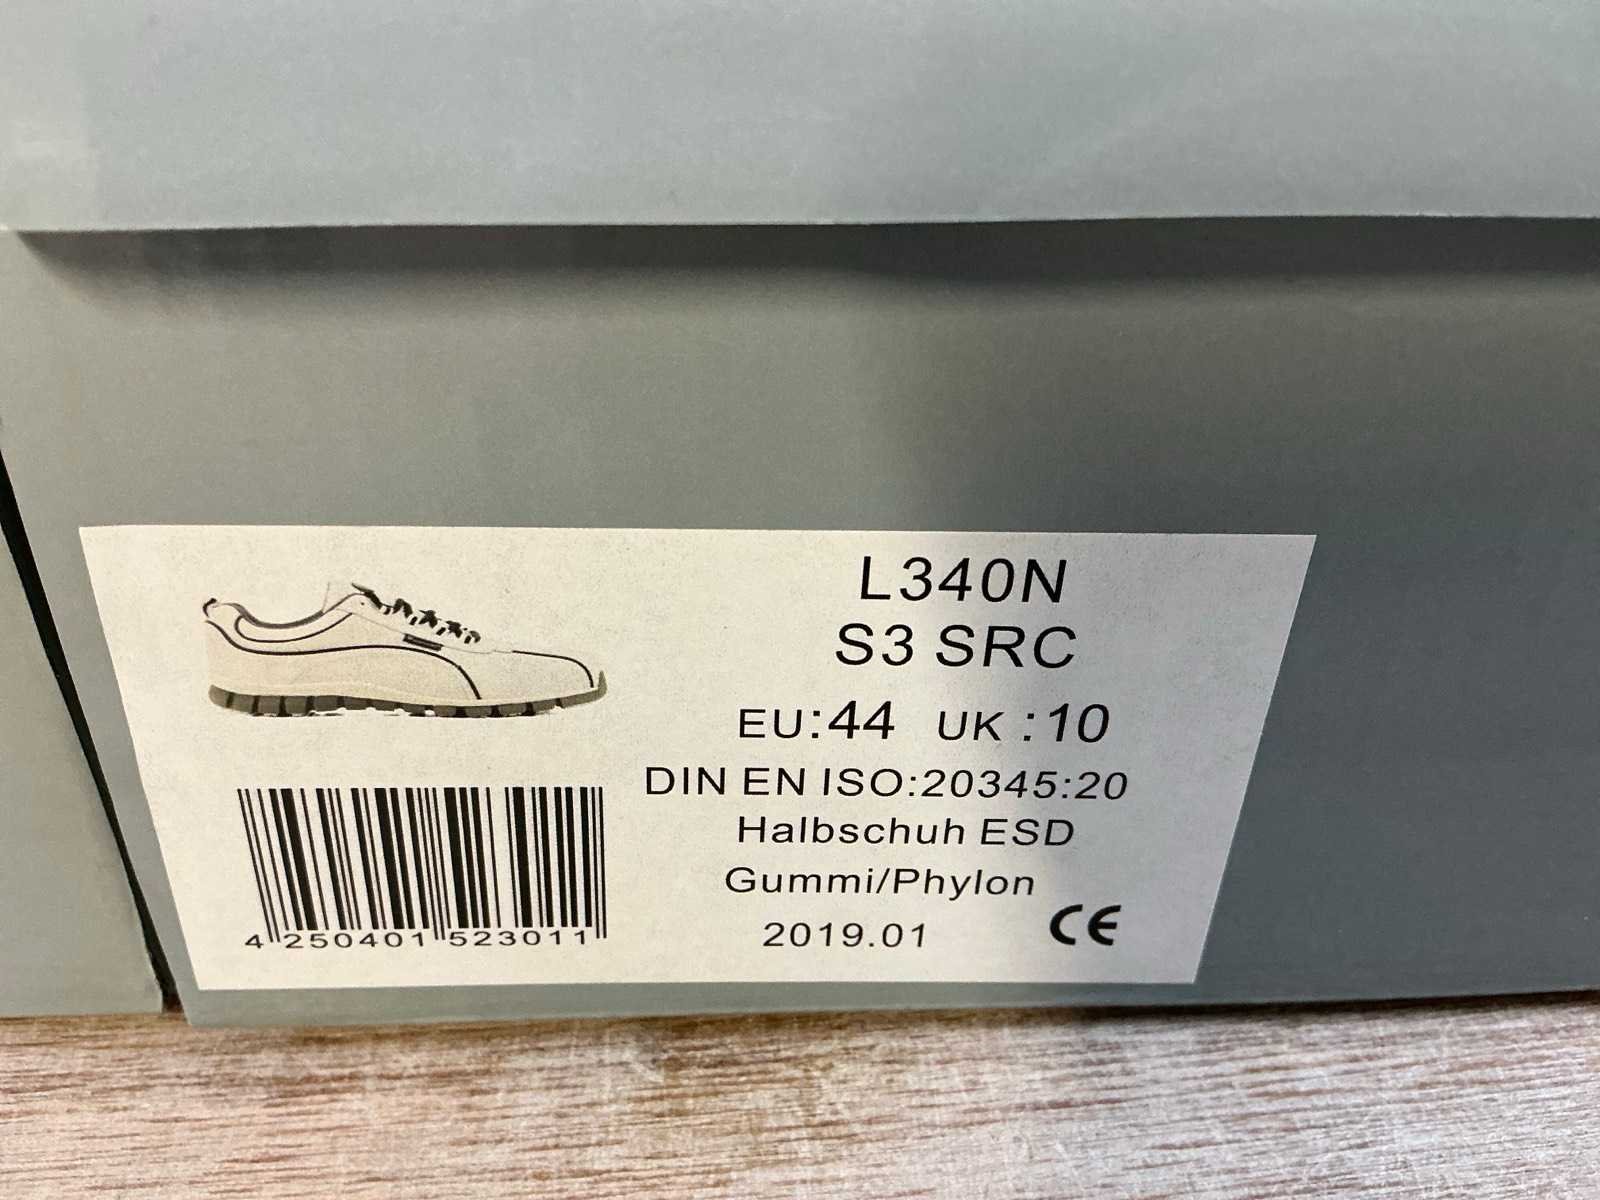 L340N
S3 SRC
EU:44 UK :10
DIN EN ISO:20345:20
Halbschuh ESD
Gummi/Phylon
2019.01 CE
4 250401 523011